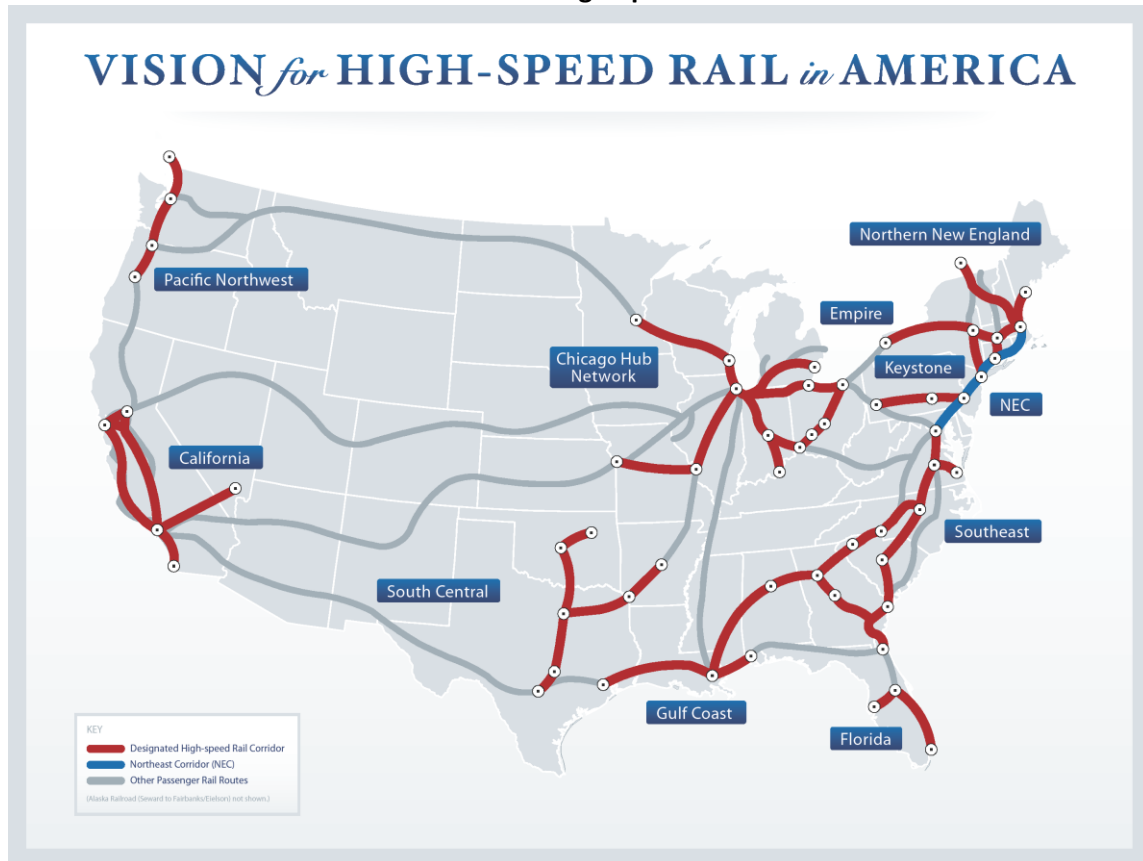 VISION for HIGH-SPEED RAIL in AMERICA
Northern New England
Pacific Northwest
Empire
Chicago Hub
Network
Keystone
NEC
California
Southeast
South Central
Gulf Coast
Florida
KEY
Designated High-speed Rail Corridor
Northeast Corridor (NEC)
Other Passenger Rail Routes
(Alaska Railroad (Seward to Fairbanks/Eielson) not shown.)